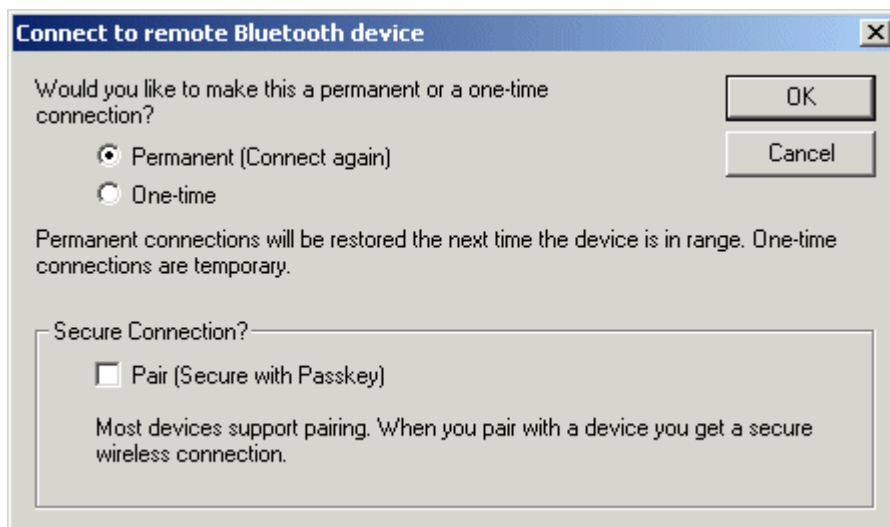 Connect to remote Bluetooth device
Would you like to make this a permanent or a one-time
connection?
OK
Cancel
Permanent (Connect again)
One-time
Permanent connections will be restored the next time the device is in range. One-time
connections are temporary.
Secure Connection?
Pair (Secure with Passkey)
Most devices support pairing. When you pair with a device you get a secure
wireless connection.